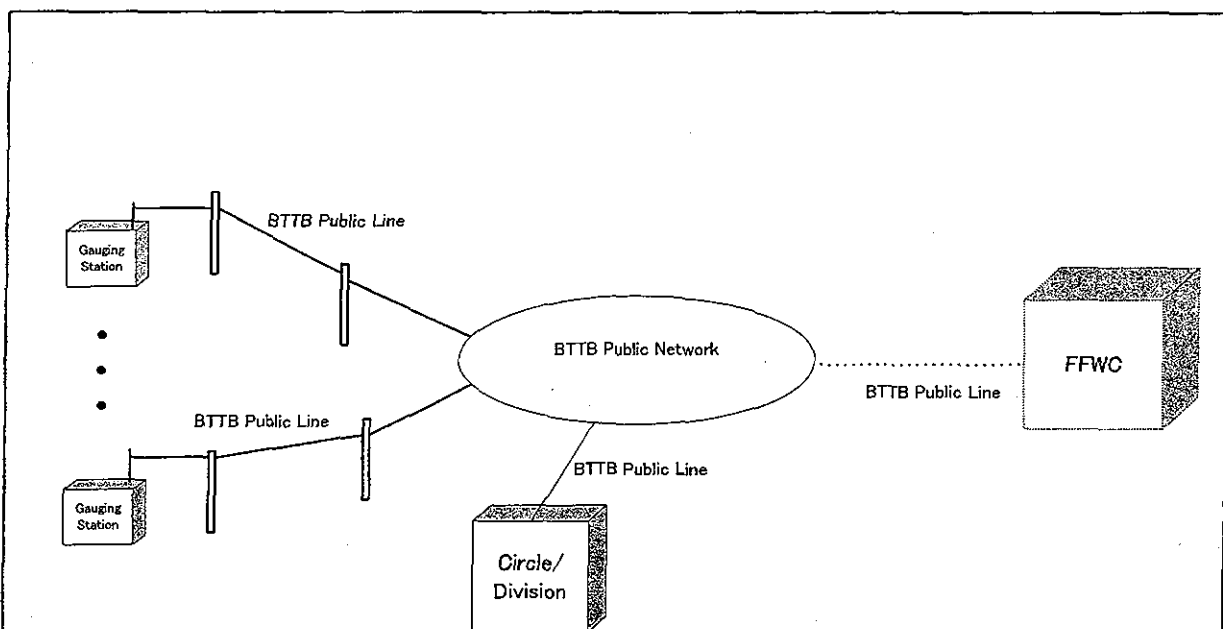 BTTB Public Line
Gauging
Station
BTTB Public Network
FFWC
BTTB Public Line
BTTB Public Line
BTTB Public Line
Gauging
Station
Circle/
Division